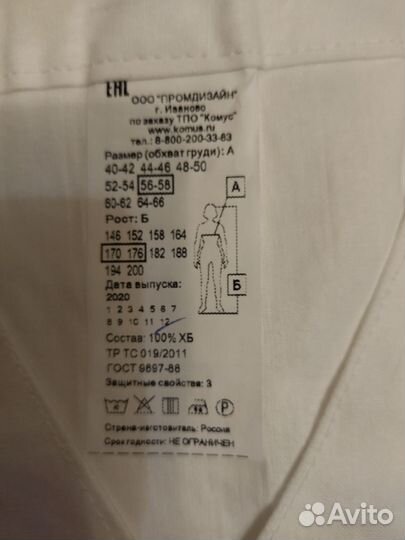 EAC
ООО "ПРОМДИЗАЙН"
г. Иваново
по заказу ТПО "Комус"
www.komus.ru
тел.: 8-800-200-33-63
Размер (обхват груди): А
40-42 44-46 48-50
52-54 56-58
60-62 64-66
Рост: Б
146 152 158 164
170 176 182 188
194 200
А
Б
Дата выпуска:
2020
1 2 3 4 5 6 7
8 9 10 11 12
Состав: 100% ХБ
ТР ТС 019/2011
ГОСТ 9897-88
Защитные свойства: З
P
Страна-изготовитель: Россия
Срок годности: НЕ ОГРАНИЧЕН
Avito